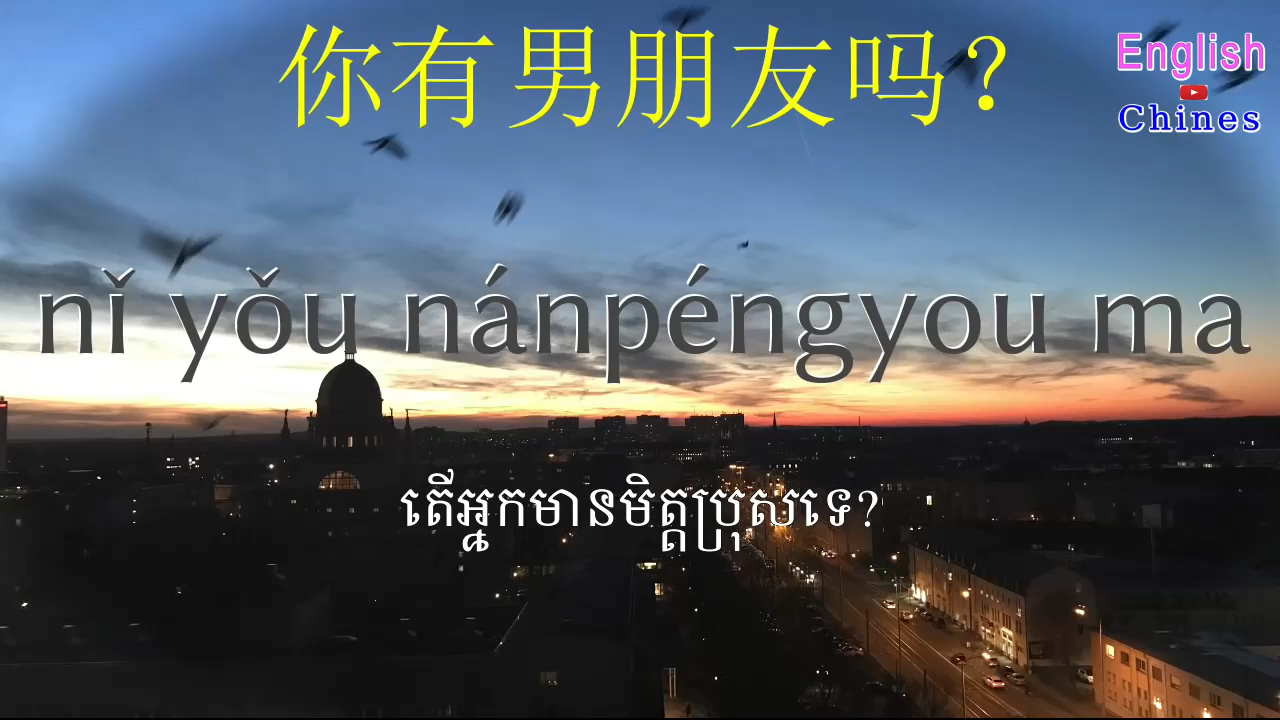 你有男朋友吗？
English
Chines
nǐ yǒu nánpéngyou ma
តើអ្នកមានមិត្តប្រុសទេ?